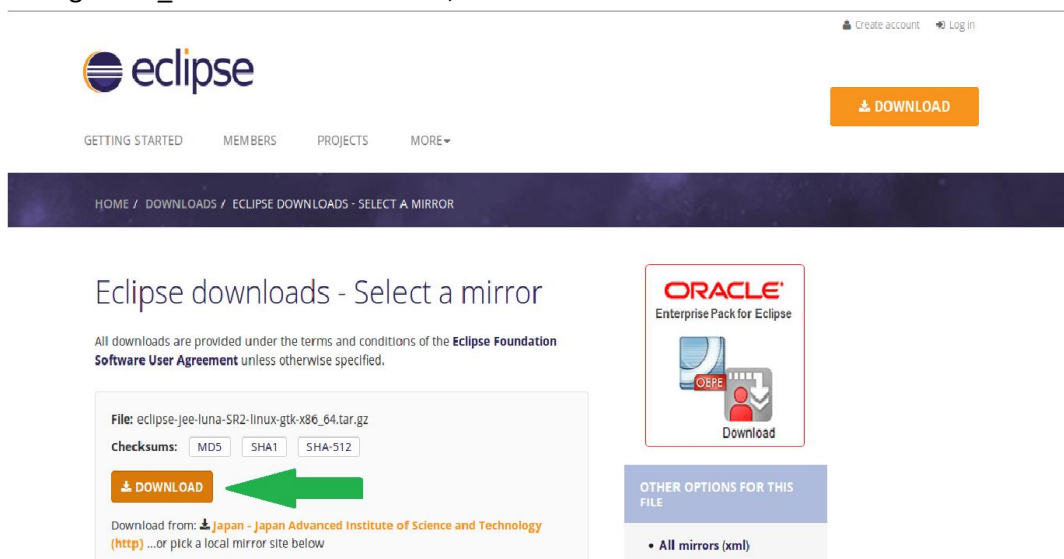 Create account
Log in
eclipse
DOWNLOAD
GETTING STARTED
MEMBERS
PROJECTS
MORE
HOME / DOWNLOADS / ECLIPSE DOWNLOADS - SELECT A MIRROR
Eclipse downloads - Select a mirror
All downloads are provided under the terms and conditions of the Eclipse Foundation
Software User Agreement unless otherwise specified.
File: eclipse-jee-luna-SR2-linux-gtk-x86_64.tar.gz
Checksums: MD5 SHA1 SHA-512
DOWNLOAD
Download from: Japan - Japan Advanced Institute of Science and Technology
(http) ...or pick a local mirror site below
ORACLE
Enterprise Pack for Eclipse
OEPE
Download
OTHER OPTIONS FOR THIS
FILE
• All mirrors (xml)